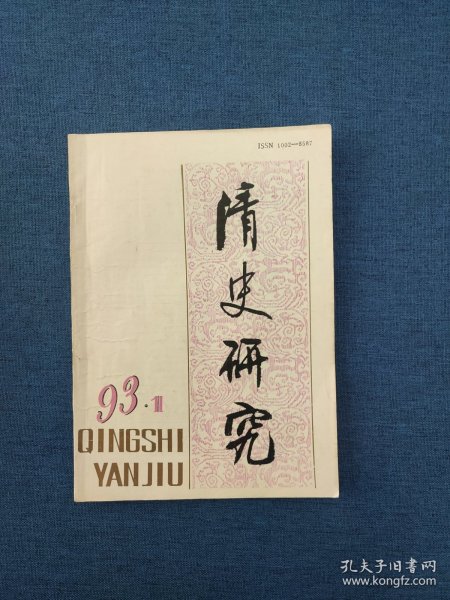 ISSN 1002—8587
清史研究
93·1
QINGSHI
YANJIU
孔夫子旧书网
www.kongfz.com